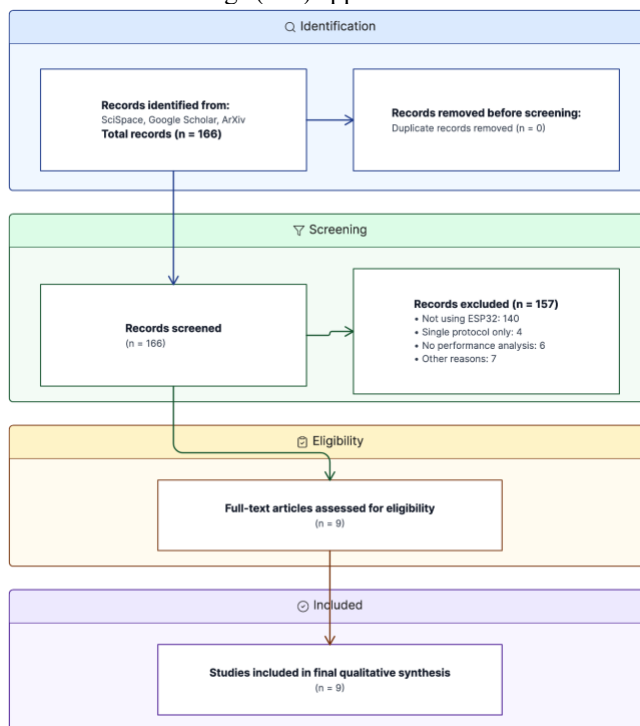 Identification
Records identified from:
SciSpace, Google Scholar, ArXiv
Total records (n = 166)
Records removed before screening:
Duplicate records removed (n = 0)
Screening
Records screened
(n = 166)
Records excluded (n = 157)
• Not using ESP32: 140
• Single protocol only: 4
• No performance analysis: 6
• Other reasons: 7
Eligibility
Full-text articles assessed for eligibility
(n = 9)
Included
Studies included in final qualitative synthesis
(n = 9)